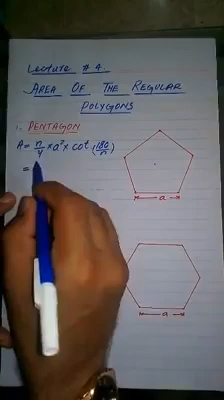 Lecture # 4
AREA OF THE REGULAR
POLYGONS
1. PENTAGON
A = n/4 × a² × cot (180/n)
=
a
a